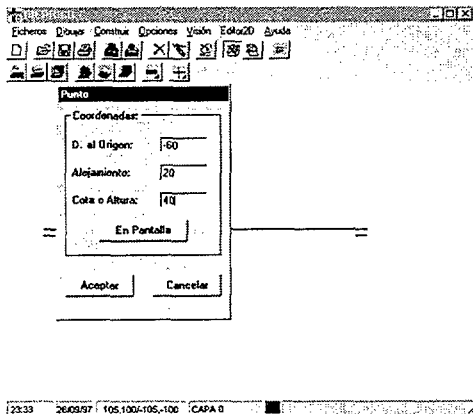 Ficheros Dibujar Construir Opciones Visión Editor2D Ayuda
Punto
Coordenadas:
D. al Origen: -60
Alejamiento: 20
Cota o Altura: 40
En Pantalla
Aceptar Cancelar
23:33 26/09/97 105,100/-105,-100 CAPA 0